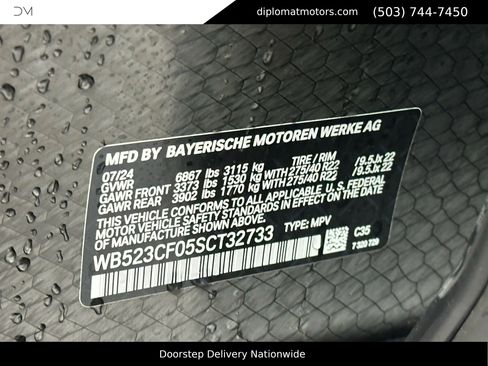 DM
diplomatmotors.com (503) 744-7450
MFD BY BAYERISCHE MOTOREN WERKE AG
07/24 TIRE / RIM
GVWR 6867 lbs 3115 kg
GAWR FRONT 3373 lbs 1530 kg WITH 275/40 R22 /9.5Jx22
GAWR REAR 3902 lbs 1770 kg WITH 275/40 R22 /9.5Jx22
THIS VEHICLE CONFORMS TO ALL APPLICABLE U.S. FEDERAL
MOTOR VEHICLE SAFETY STANDARDS IN EFFECT ON THE DATE
OF MANUFACTURE SHOWN ABOVE.
WB523CF05SCT32733 TYPE: MPV
C35
7320729
Doorstep Delivery Nationwide